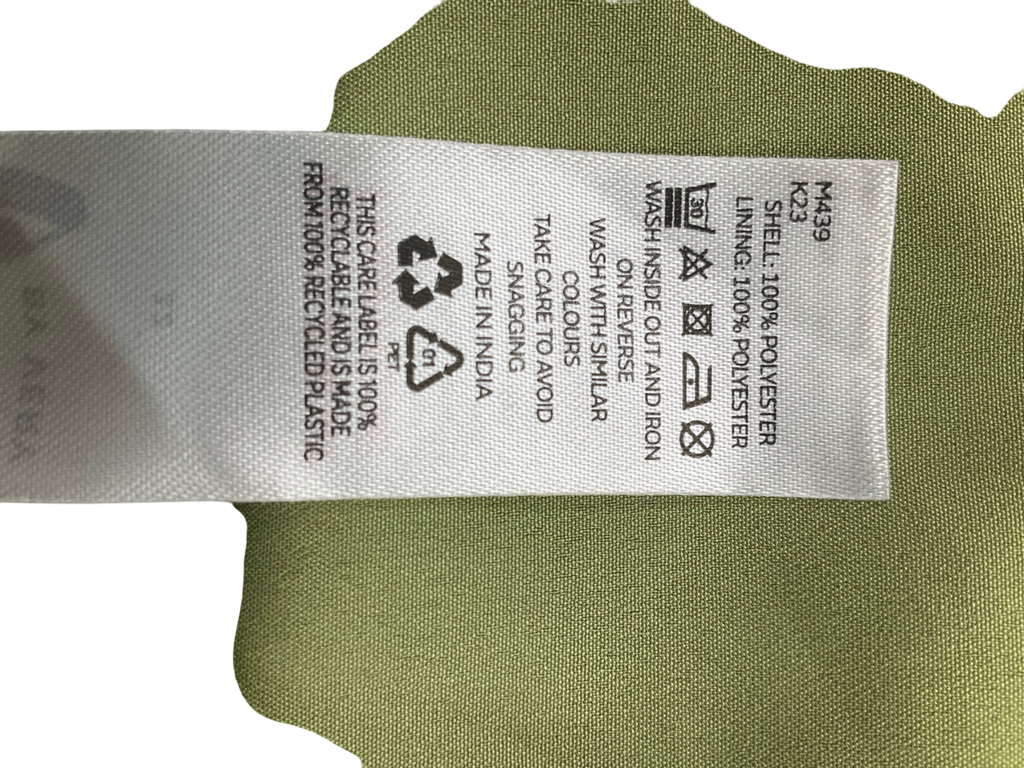 M439
K23
SHELL: 100% POLYESTER
LINING: 100% POLYESTER
30
WASH INSIDE OUT AND IRON
ON REVERSE
WASH WITH SIMILAR
COLOURS
TAKE CARE TO AVOID
SNAGGING
MADE IN INDIA
01
PET
THIS CARE LABEL IS 100%
RECYCLABLE AND IS MADE
FROM 100% RECYCLED PLASTIC